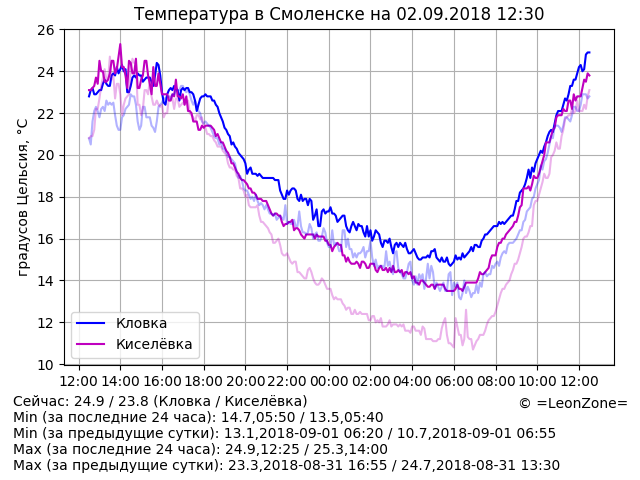 Температура в Смоленске на 02.09.2018 12:30
26
24
22
20
18
16
14
12
10
градусов Цельсия, °C
Кловка
Киселёвка
12:00 14:00 16:00 18:00 20:00 22:00 00:00 02:00 04:00 06:00 08:00 10:00 12:00
Сейчас: 24.9 / 23.8 (Кловка / Киселёвка)
© =LeonZone=
Min (за последние 24 часа): 14.7,05:50 / 13.5,05:40
Min (за предыдущие сутки): 13.1,2018-09-01 06:20 / 10.7,2018-09-01 06:55
Max (за последние 24 часа): 24.9,12:25 / 25.3,14:00
Max (за предыдущие сутки): 23.3,2018-08-31 16:55 / 24.7,2018-08-31 13:30